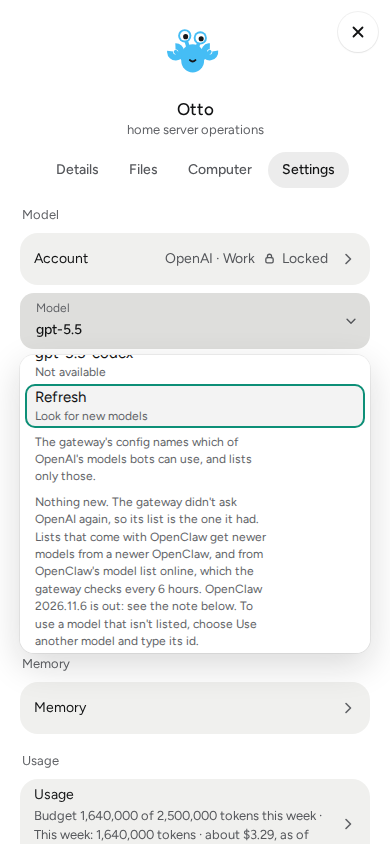 Otto
home server operations
Details Files Computer Settings
Model
Account OpenAI · Work Locked
Model
gpt-5.5
gpt-5.5-codex
Not available
Refresh
Look for new models
The gateway's config names which of
OpenAI's models bots can use, and lists
only those.
Nothing new. The gateway didn't ask
OpenAI again, so its list is the one it had.
Lists that come with OpenClaw get newer
models from a newer OpenClaw, and from
OpenClaw's model list online, which the
gateway checks every 6 hours. OpenClaw
2026.11.6 is out: see the note below. To
use a model that isn't listed, choose Use
another model and type its id.
Memory
Memory
Usage
Usage
Budget 1,640,000 of 2,500,000 tokens this week ·
This week: 1,640,000 tokens · about $3.29, as of